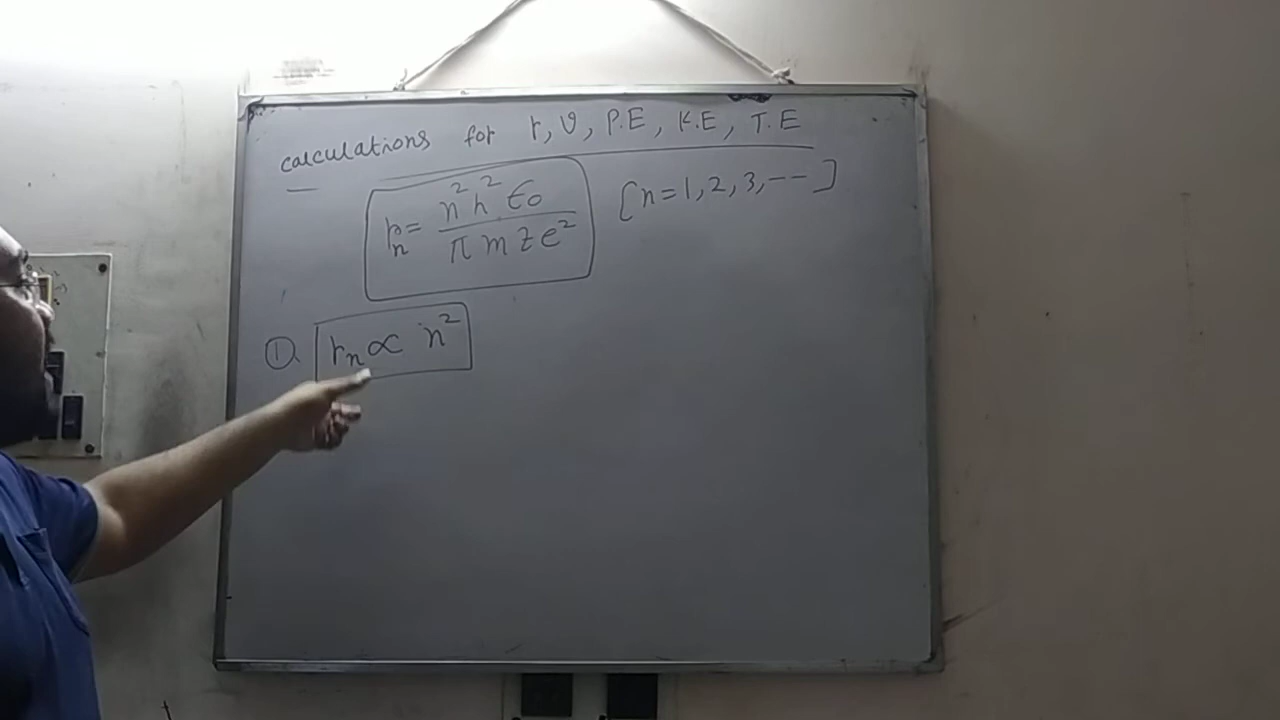 calculations for r, v, P.E, K.E, T.E
rₙ = n²h²ϵ₀ / π m z e² [n=1,2,3,--]
①. rₙ ∝ n²